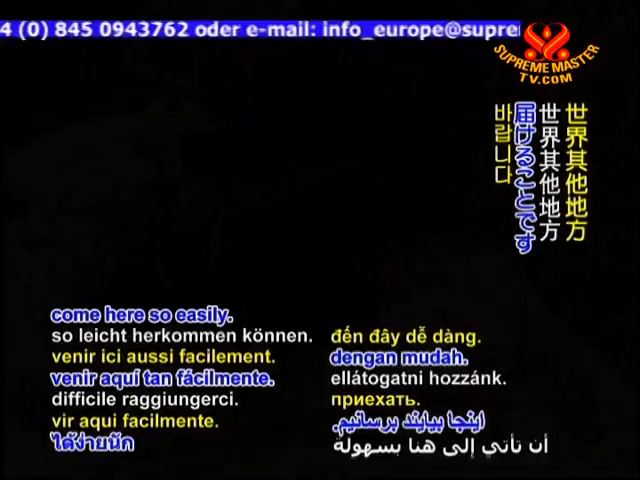 4 (0) 845 0943762 oder e-mail: info_europe@supre
SUPREME MASTER
TV.COM
世界其他地方
世界其他地方
届けることです
바랍니다
come here so easily.
so leicht herkommen können.
venir ici aussi facilement.
venir aquí tan fácilmente.
difficile raggiungerci.
vir aqui facilmente.
ได้ง่ายนัก
đến đây dễ dàng.
dengan mudah.
ellátogatni hozzánk.
приехать.
اینجا بیایند برسانیم.
أن تأتي إلى هنا بسهولة